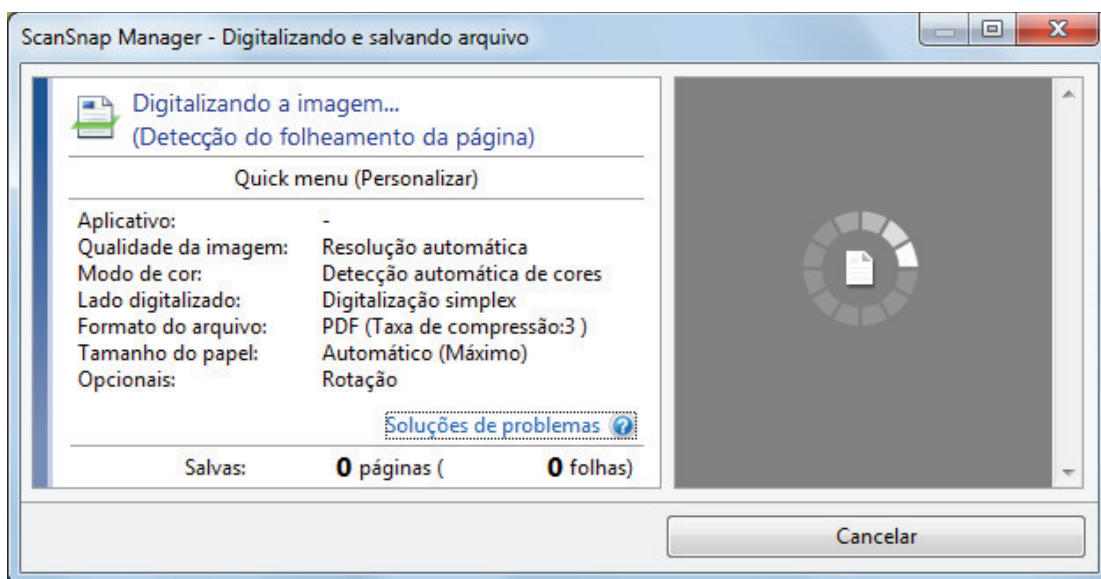 ScanSnap Manager - Digitalizando e salvando arquivo
Digitalizando a imagem...
(Detecção do folheamento da página)
Quick menu (Personalizar)
Aplicativo: -
Qualidade da imagem: Resolução automática
Modo de cor: Detecção automática de cores
Lado digitalizado: Digitalização simplex
Formato do arquivo: PDF (Taxa de compressão:3 )
Tamanho do papel: Automático (Máximo)
Opcionais: Rotação
Soluções de problemas ?
Salvas: 0 páginas ( 0 folhas)
Cancelar